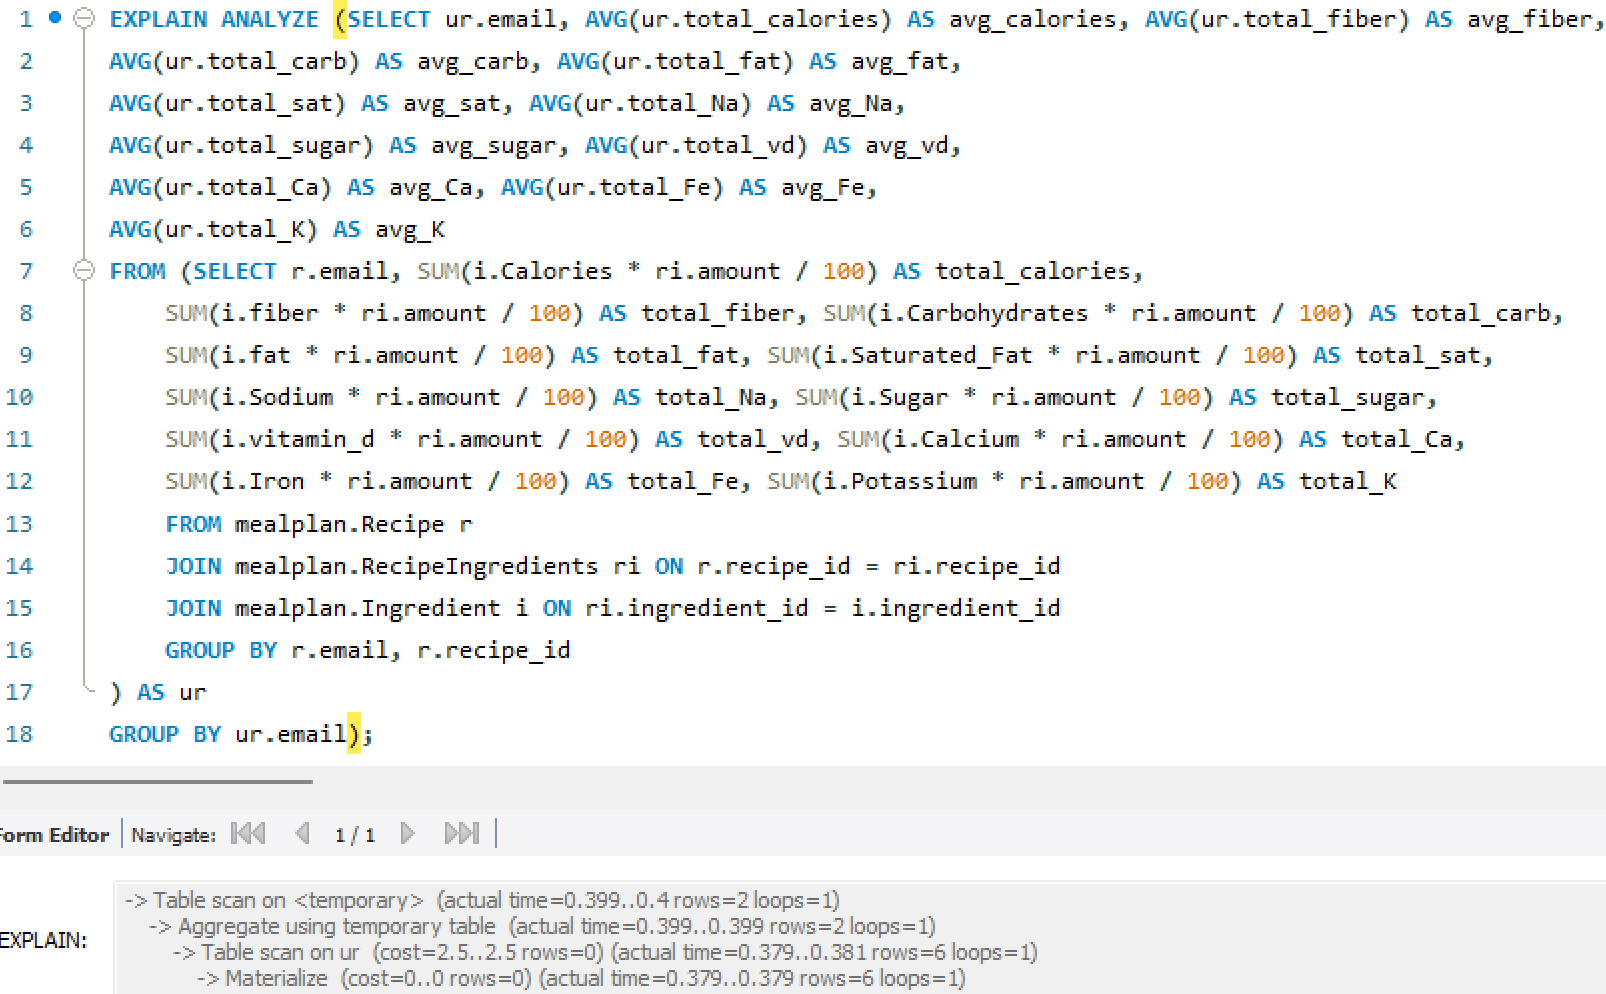 1 EXPLAIN ANALYZE (SELECT ur.email, AVG(ur.total_calories) AS avg_calories, AVG(ur.total_fiber) AS avg_fiber,
2 AVG(ur.total_carb) AS avg_carb, AVG(ur.total_fat) AS avg_fat,
3 AVG(ur.total_sat) AS avg_sat, AVG(ur.total_Na) AS avg_Na,
4 AVG(ur.total_sugar) AS avg_sugar, AVG(ur.total_vd) AS avg_vd,
5 AVG(ur.total_Ca) AS avg_Ca, AVG(ur.total_Fe) AS avg_Fe,
6 AVG(ur.total_K) AS avg_K
7 FROM (SELECT r.email, SUM(i.Calories * ri.amount / 100) AS total_calories,
8 SUM(i.fiber * ri.amount / 100) AS total_fiber, SUM(i.Carbohydrates * ri.amount / 100) AS total_carb,
9 SUM(i.fat * ri.amount / 100) AS total_fat, SUM(i.Saturated_Fat * ri.amount / 100) AS total_sat,
10 SUM(i.Sodium * ri.amount / 100) AS total_Na, SUM(i.Sugar * ri.amount / 100) AS total_sugar,
11 SUM(i.vitamin_d * ri.amount / 100) AS total_vd, SUM(i.Calcium * ri.amount / 100) AS total_Ca,
12 SUM(i.Iron * ri.amount / 100) AS total_Fe, SUM(i.Potassium * ri.amount / 100) AS total_K
13 FROM mealplan.Recipe r
14 JOIN mealplan.RecipeIngredients ri ON r.recipe_id = ri.recipe_id
15 JOIN mealplan.Ingredient i ON ri.ingredient_id = i.ingredient_id
16 GROUP BY r.email, r.recipe_id
17 ) AS ur
18 GROUP BY ur.email);
Form Editor Navigate: 1 / 1
EXPLAIN:
-> Table scan on <temporary> (actual time=0.399..0.4 rows=2 loops=1)
-> Aggregate using temporary table (actual time=0.399..0.399 rows=2 loops=1)
-> Table scan on ur (cost=2.5..2.5 rows=0) (actual time=0.379..0.381 rows=6 loops=1)
-> Materialize (cost=0..0 rows=0) (actual time=0.379..0.379 rows=6 loops=1)